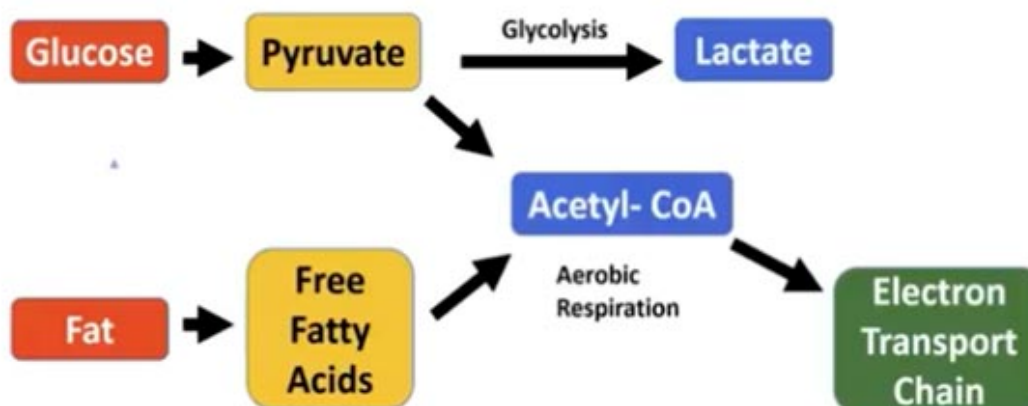 Glucose
Pyruvate
Glycolysis
Lactate
Acetyl- CoA
Fat
Free
Fatty
Acids
Aerobic
Respiration
Electron
Transport
Chain